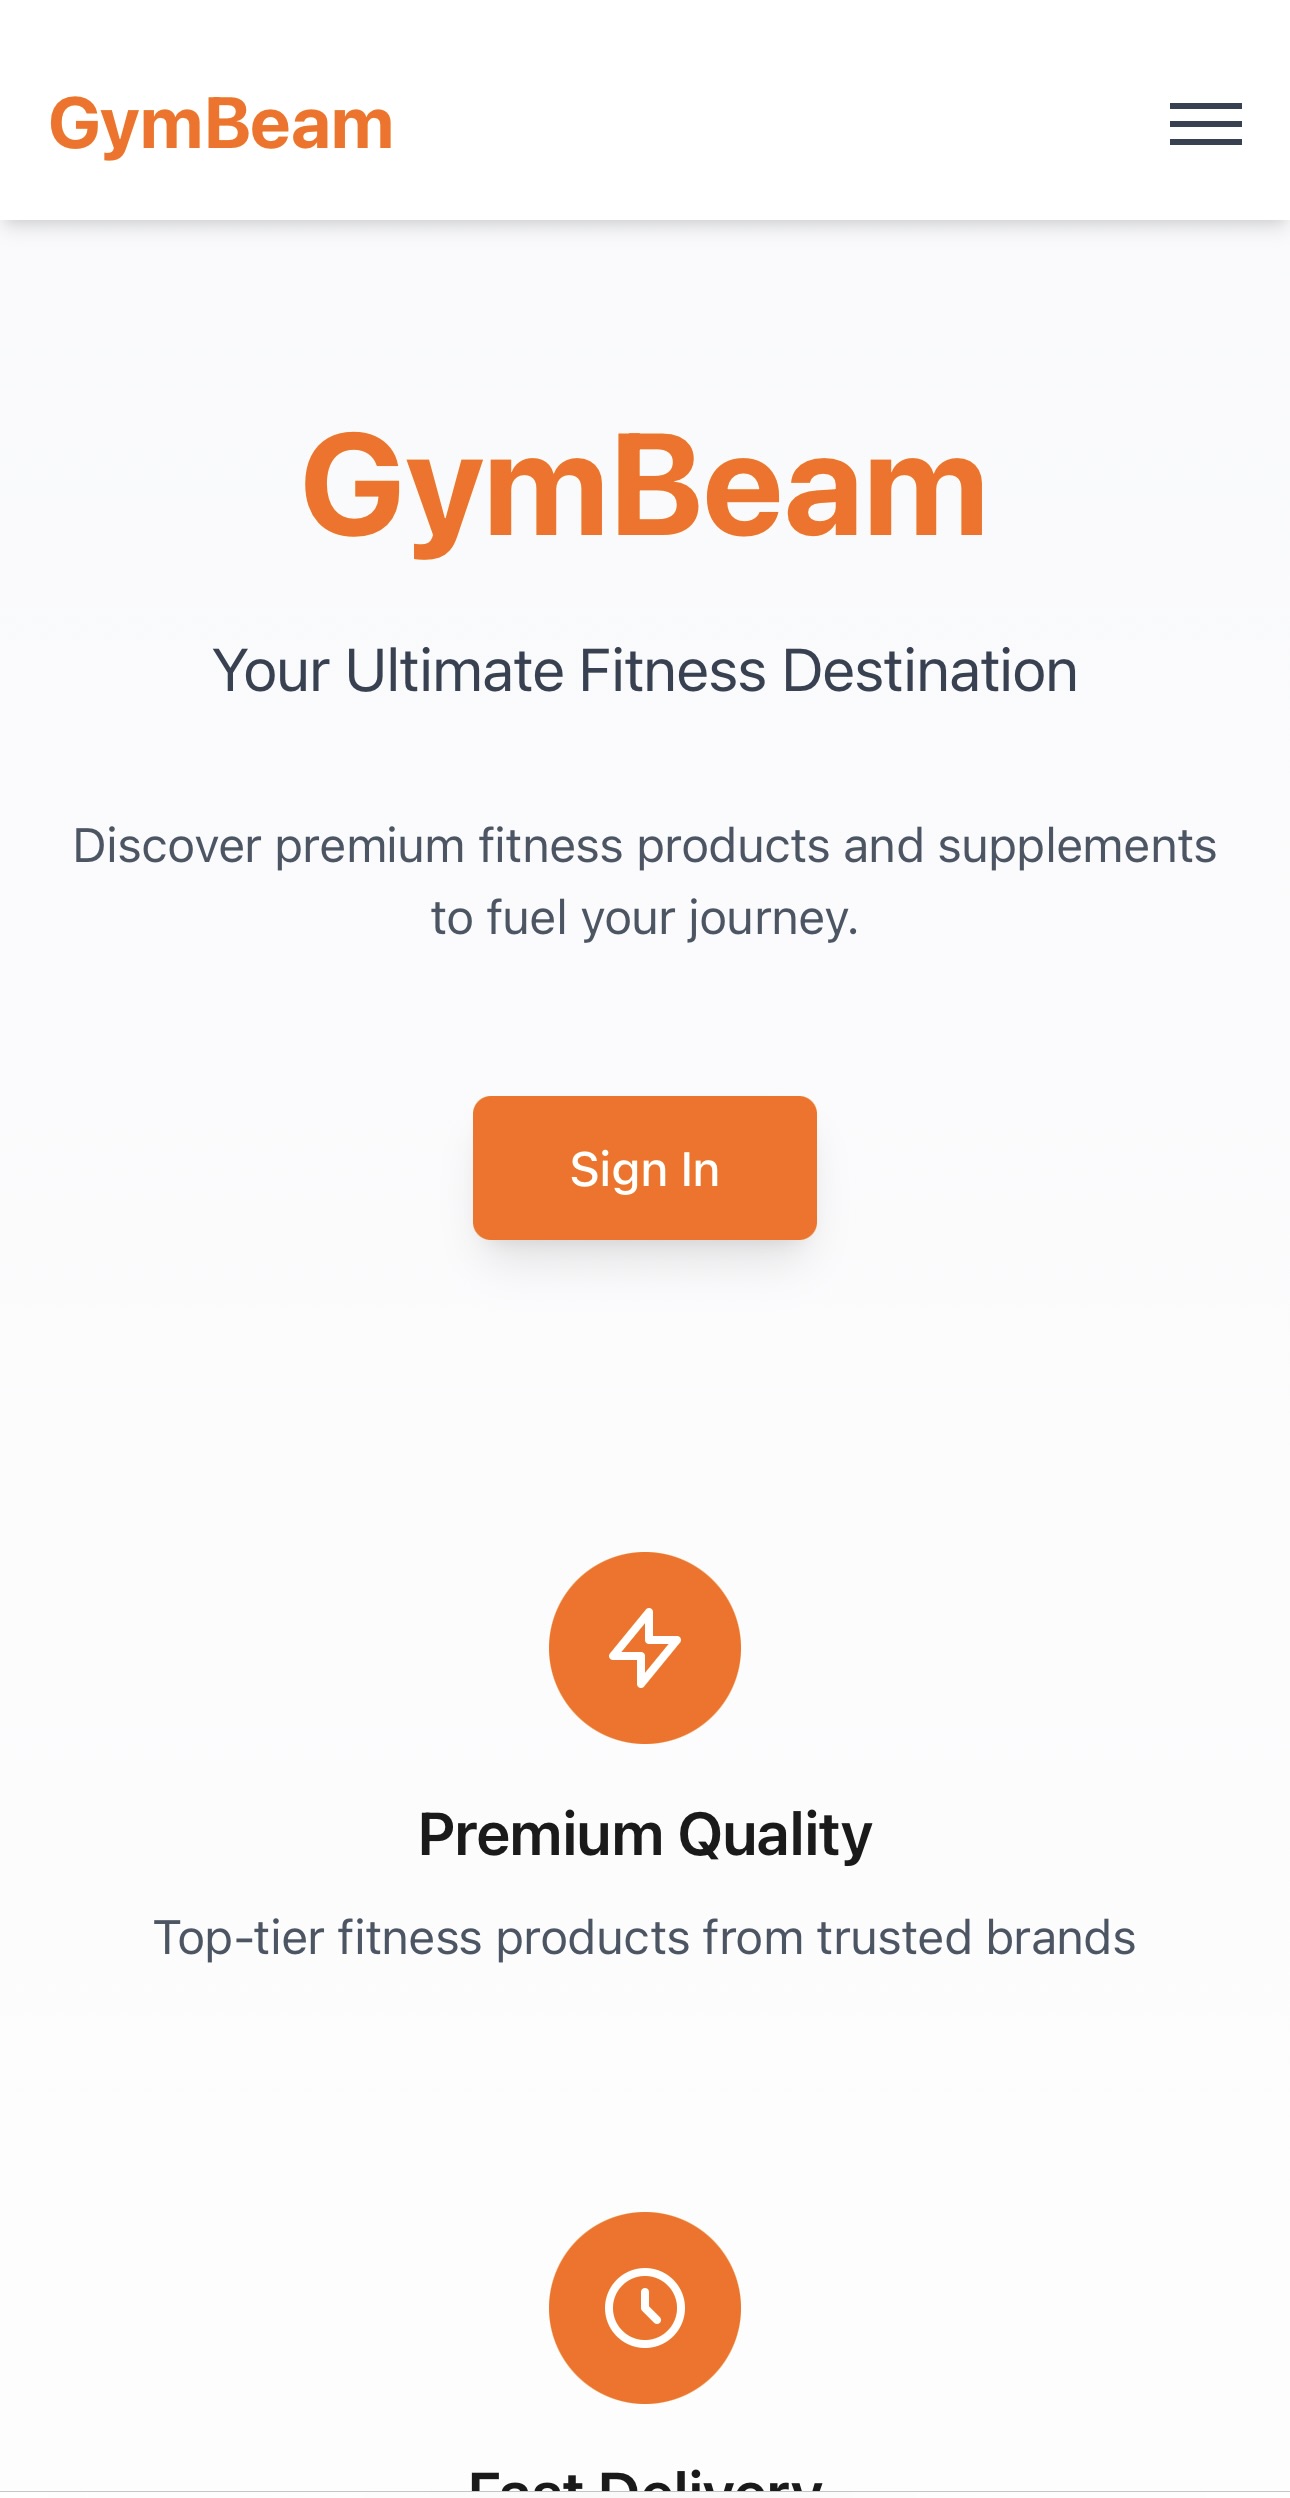 GymBeam
GymBeam
Your Ultimate Fitness Destination
Discover premium fitness products and supplements
to fuel your journey.
Sign In
Premium Quality
Top-tier fitness products from trusted brands
Fast Delivery